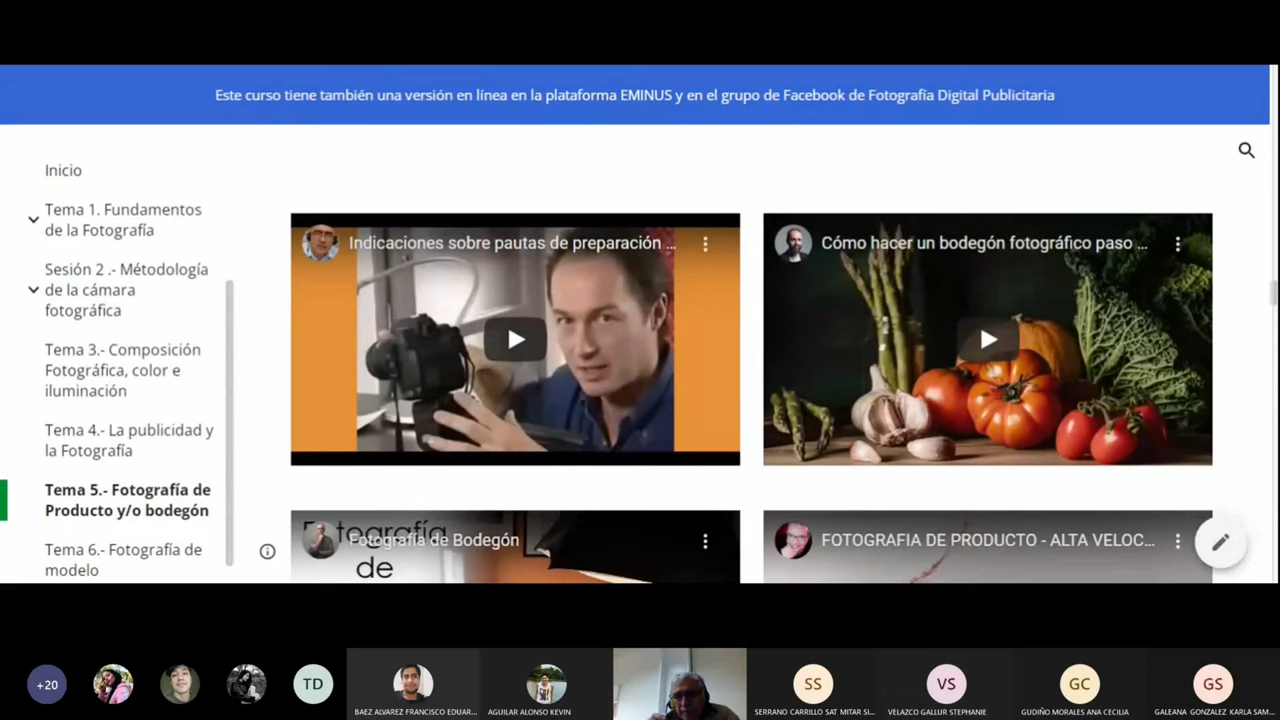 Este curso tiene también una versión en línea en la plataforma EMINUS y en el grupo de Facebook de Fotografía Digital Publicitaria
Inicio
Tema 1. Fundamentos
de la Fotografía
Sesión 2 .- Métodología
de la cámara
fotográfica
Tema 3.- Composición
Fotográfica, color e
iluminación
Tema 4.- La publicidad y
la Fotografía
Tema 5.- Fotografía de
Producto y/o bodegón
Tema 6.- Fotografía de
modelo
Indicaciones sobre pautas de preparación ...
Cómo hacer un bodegón fotográfico paso ...
Fotografía de Bodegón
Fotografía
de
FOTOGRAFIA DE PRODUCTO - ALTA VELOC...
+20
TD
BAEZ ALVAREZ FRANCISCO EDUAR...
AGUILAR ALONSO KEVIN
SS
SERRANO CARRILLO SAT MITAR SI...
VS
VELAZCO GALLUR STEPHANIE
GC
GUDIÑO MORALES ANA CECILIA
GS
GALEANA GONZALEZ KARLA SAM...